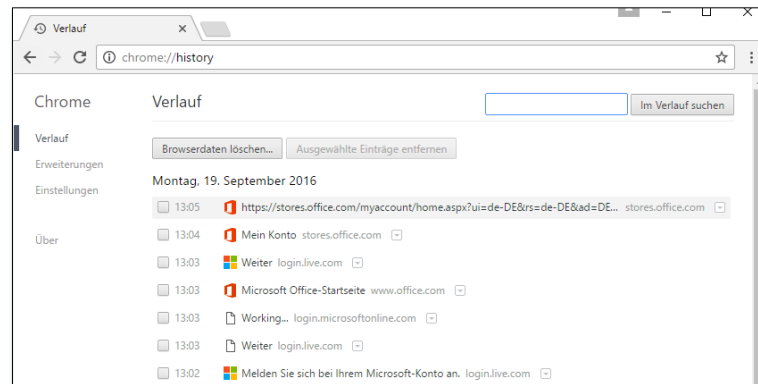 Verlauf
chrome://history
Chrome
Verlauf
Im Verlauf suchen
Verlauf
Erweiterungen
Einstellungen
Über
Browserdaten löschen...
Ausgewählte Einträge entfernen
Montag, 19. September 2016
13:05 https://stores.office.com/myaccount/home.aspx?ui=de-DE&rs=de-DE&ad=DE... stores.office.com
13:04 Mein Konto stores.office.com
13:03 Weiter login.live.com
13:03 Microsoft Office-Startseite www.office.com
13:03 Working... login.microsoftonline.com
13:03 Weiter login.live.com
13:02 Melden Sie sich bei Ihrem Microsoft-Konto an. login.live.com